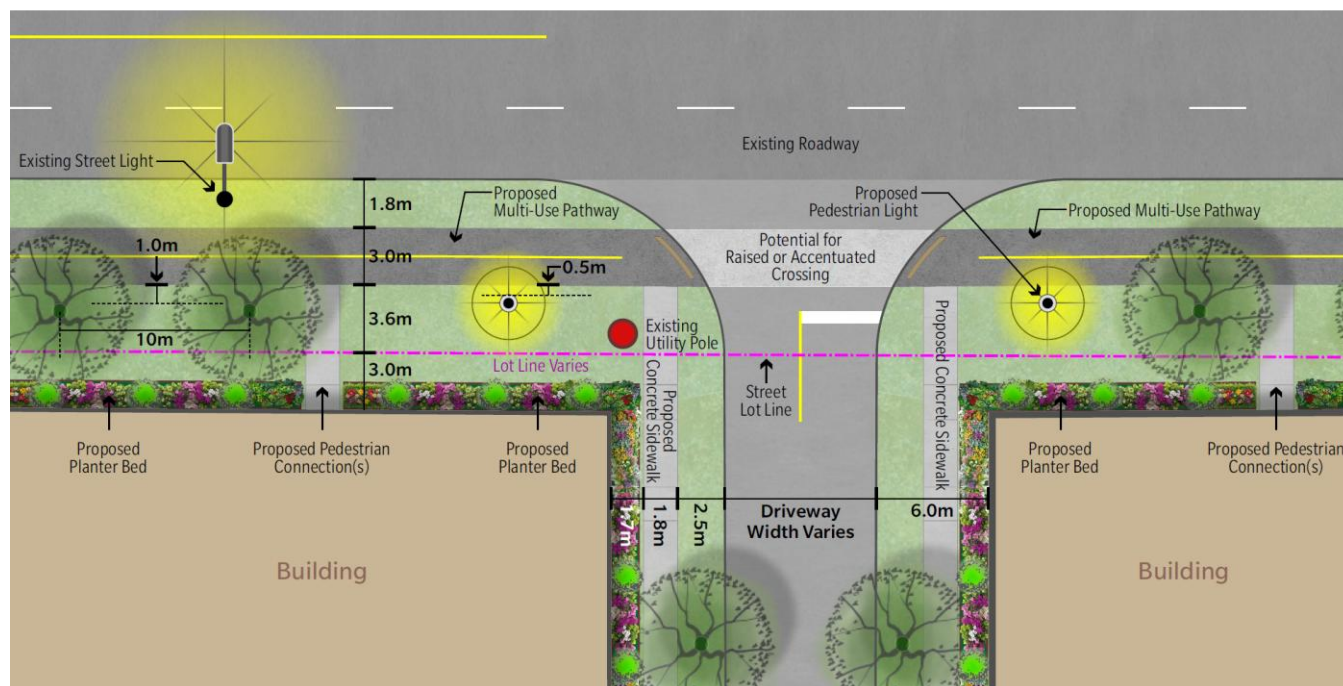 Existing Roadway
Existing Street Light
1.8m
Proposed
Multi-Use Pathway
Proposed
Pedestrian Light
Proposed Multi-Use Pathway
1.0m
3.0m
0.5m
Potential for
Raised or Accentuated
Crossing
10m
3.6m
Existing
Utility Pole
Lot Line Varies
3.0m
Street
Lot Line
Proposed
Concrete Sidewalk
Proposed Concrete Sidewalk
Proposed
Planter Bed
Proposed Pedestrian
Connection(s)
Proposed
Planter Bed
Proposed
Planter Bed
Proposed Pedestrian
Connection(s)
1.7m
1.8m
2.5m
Driveway
Width Varies
6.0m
Building
Building